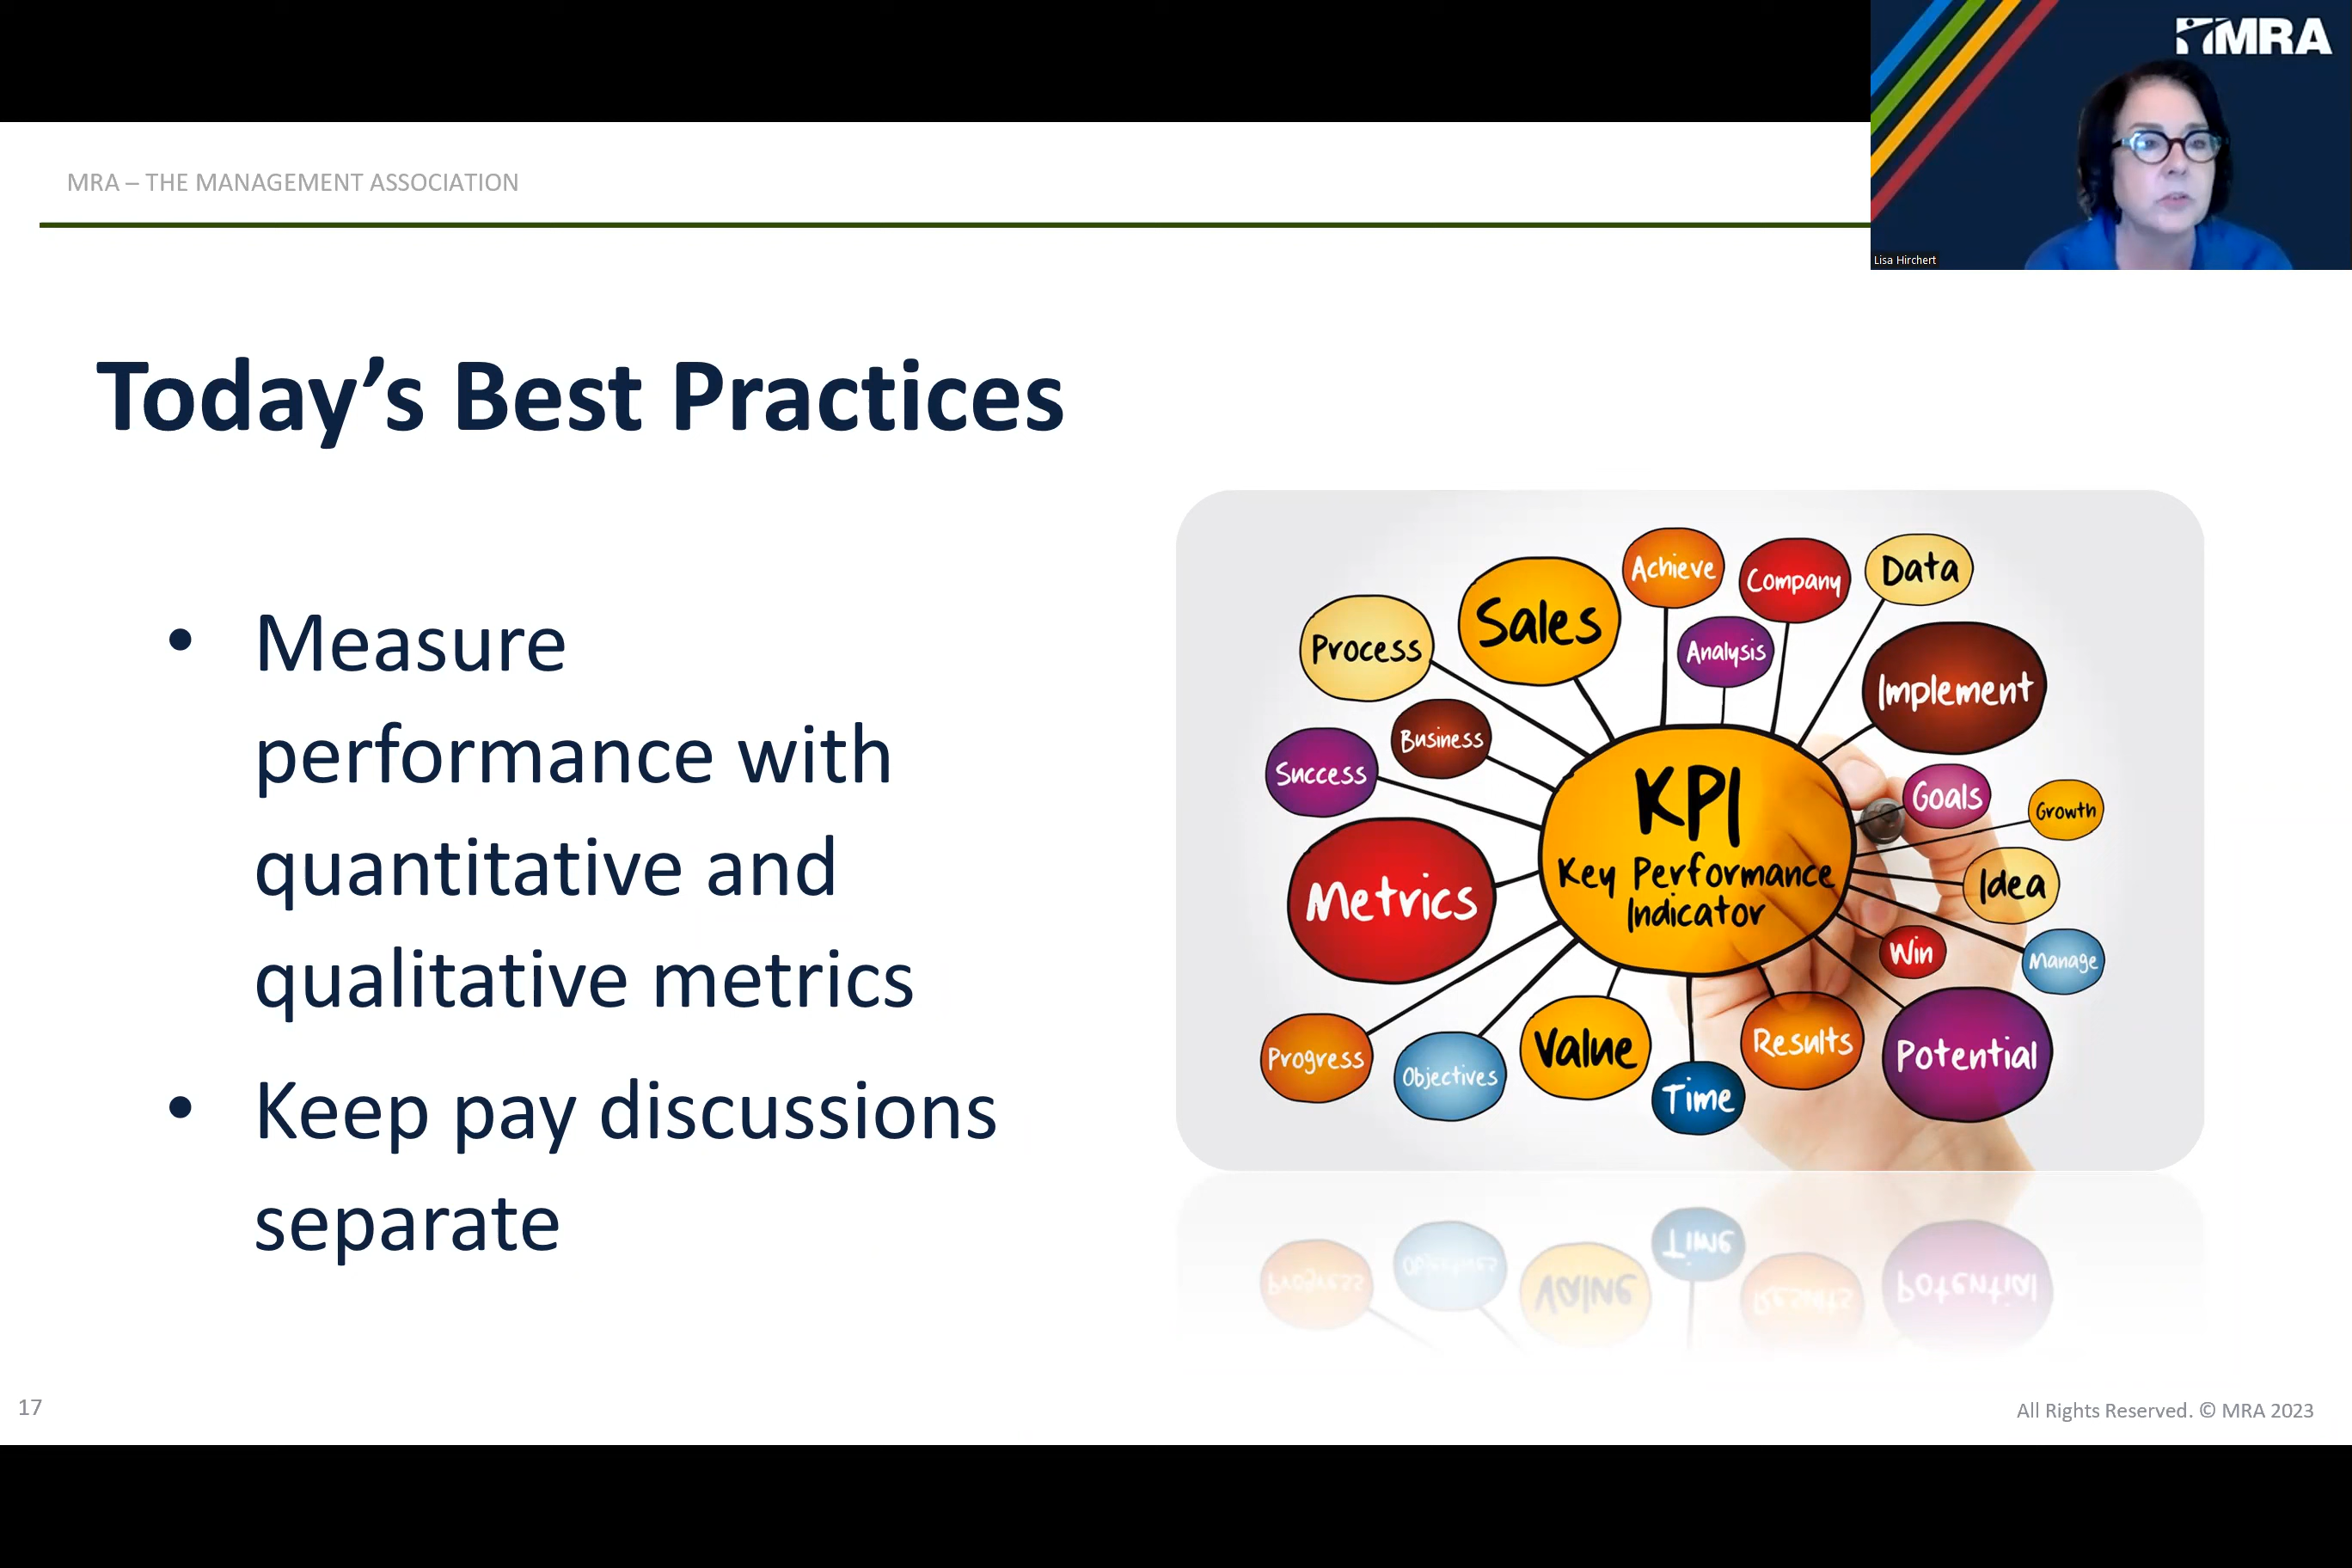 MRA
Lisa Hirchert
MRA – THE MANAGEMENT ASSOCIATION
Today’s Best Practices
• Measure
performance with
quantitative and
qualitative metrics
• Keep pay discussions
separate
Achieve
Company
Data
Sales
Process
Analysis
Implement
Business
Success
Goals
Growth
KPI
Key Performance
Indicator
Metrics
Idea
Win
Manage
Progress
Objectives
Value
Time
Results
Potential
17
All Rights Reserved. © MRA 2023